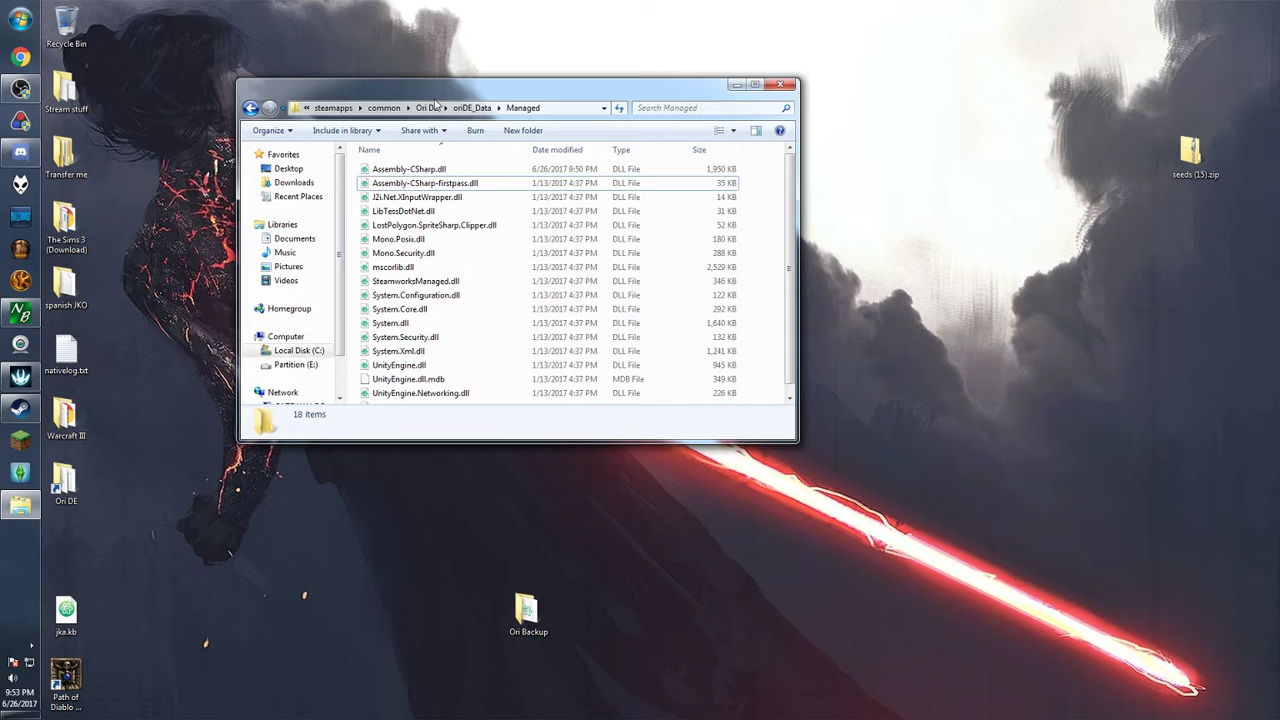 Recycle Bin
Stream stuff
Transfer me
The Sims 3
(Download)
spanish JKO
nativelog.txt
Warcraft III
Ori DE
jka.kb
Path of
Diablo ...
9:53 PM
6/26/2017
« steamapps ▸ common ▸ Ori DE ▸ oriDE_Data ▸ Managed
Search Managed
Organize Include in library Share with Burn New folder
Favorites
Desktop
Downloads
Recent Places
Libraries
Documents
Music
Pictures
Videos
Homegroup
Computer
Local Disk (C:)
Partition (E:)
Network
Name Date modified Type Size
Assembly-CSharp.dll 6/26/2017 9:50 PM DLL File 1,950 KB
Assembly-CSharp-firstpass.dll 1/13/2017 4:37 PM DLL File 35 KB
J2i.Net.XInputWrapper.dll 1/13/2017 4:37 PM DLL File 14 KB
LibTessDotNet.dll 1/13/2017 4:37 PM DLL File 31 KB
LostPolygon.SpriteSharp.Clipper.dll 1/13/2017 4:37 PM DLL File 52 KB
Mono.Posix.dll 1/13/2017 4:37 PM DLL File 180 KB
Mono.Security.dll 1/13/2017 4:37 PM DLL File 288 KB
mscorlib.dll 1/13/2017 4:37 PM DLL File 2,529 KB
SteamworksManaged.dll 1/13/2017 4:37 PM DLL File 346 KB
System.Configuration.dll 1/13/2017 4:37 PM DLL File 122 KB
System.Core.dll 1/13/2017 4:37 PM DLL File 292 KB
System.dll 1/13/2017 4:37 PM DLL File 1,640 KB
System.Security.dll 1/13/2017 4:37 PM DLL File 132 KB
System.Xml.dll 1/13/2017 4:37 PM DLL File 1,241 KB
UnityEngine.dll 1/13/2017 4:37 PM DLL File 945 KB
UnityEngine.dll.mdb 1/13/2017 4:37 PM MDB File 349 KB
UnityEngine.Networking.dll 1/13/2017 4:37 PM DLL File 226 KB
18 items
Ori Backup
seeds (15).zip